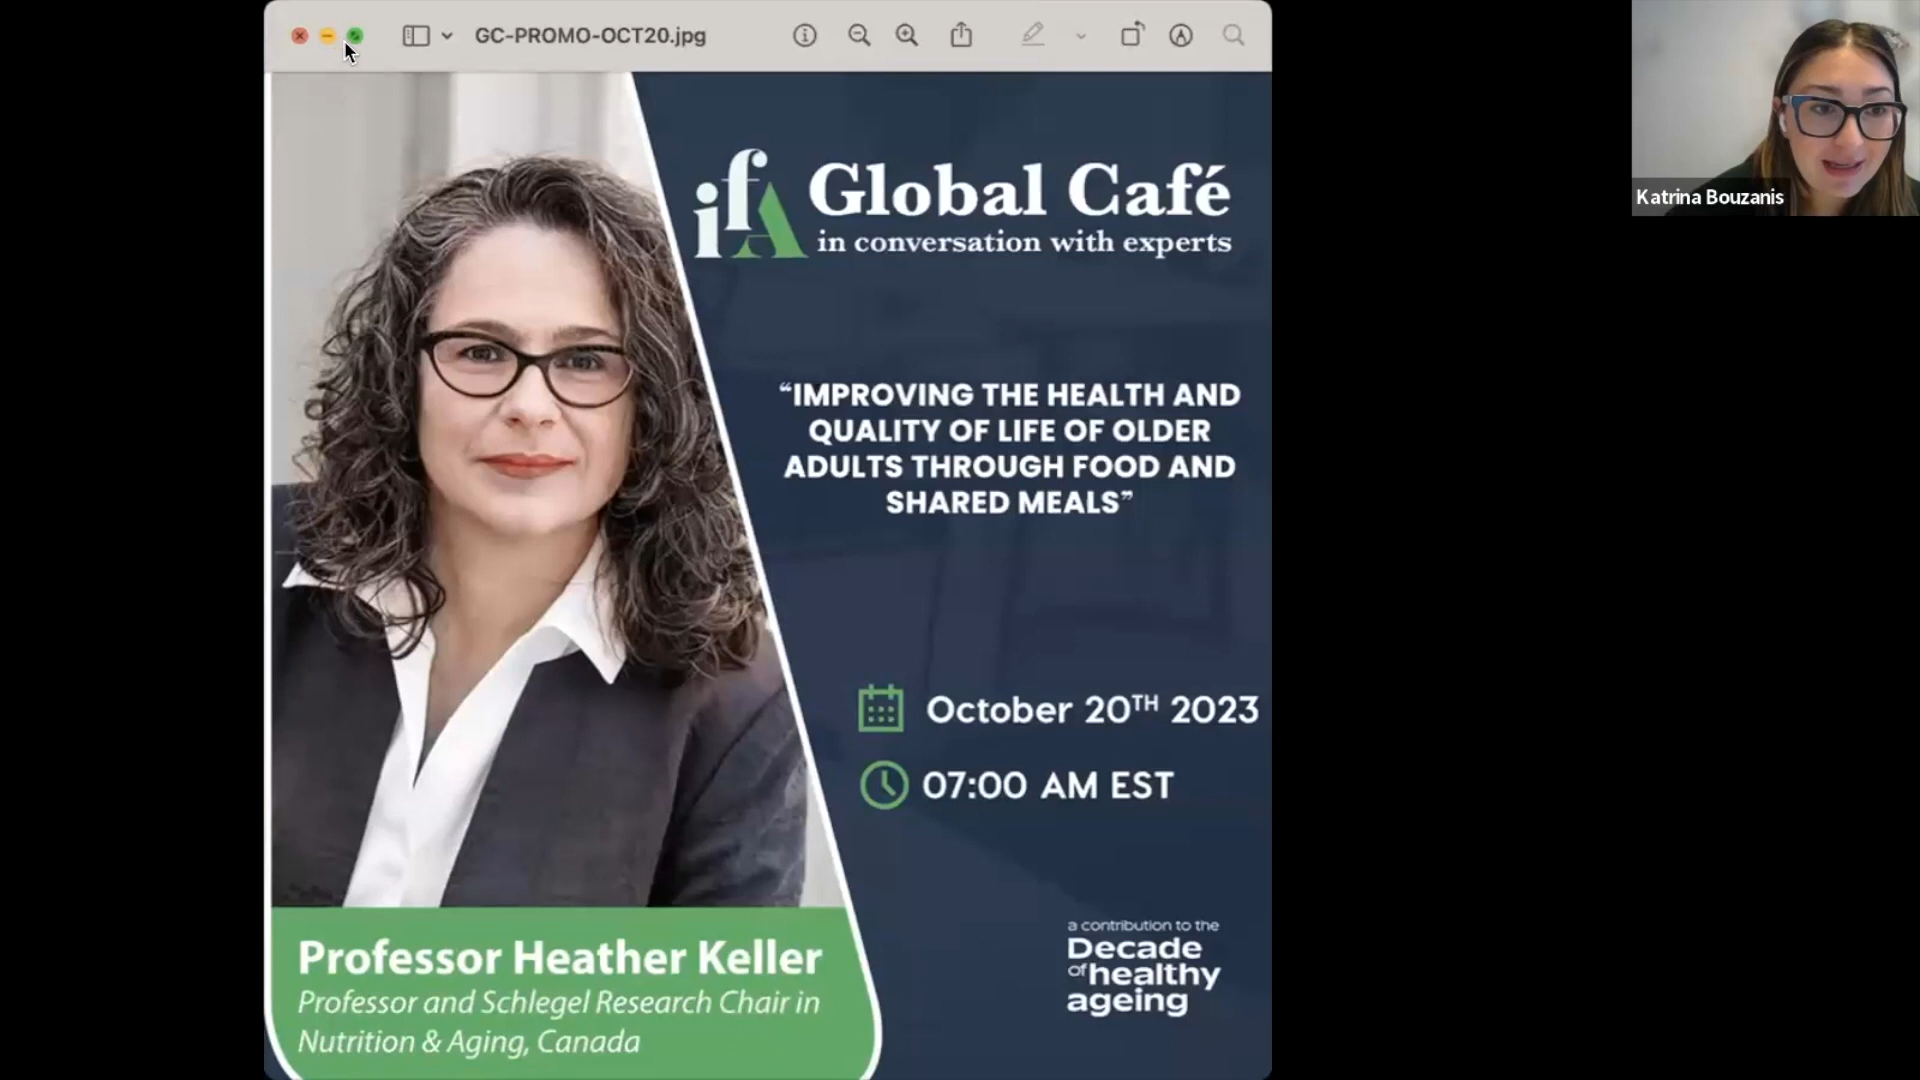 GC-PROMO-OCT20.jpg
Katrina Bouzanis
ifA Global Café
in conversation with experts
“IMPROVING THE HEALTH AND
QUALITY OF LIFE OF OLDER
ADULTS THROUGH FOOD AND
SHARED MEALS”
October 20TH 2023
07:00 AM EST
Professor Heather Keller
Professor and Schlegel Research Chair in
Nutrition & Aging, Canada
a contribution to the
Decade
of healthy
ageing